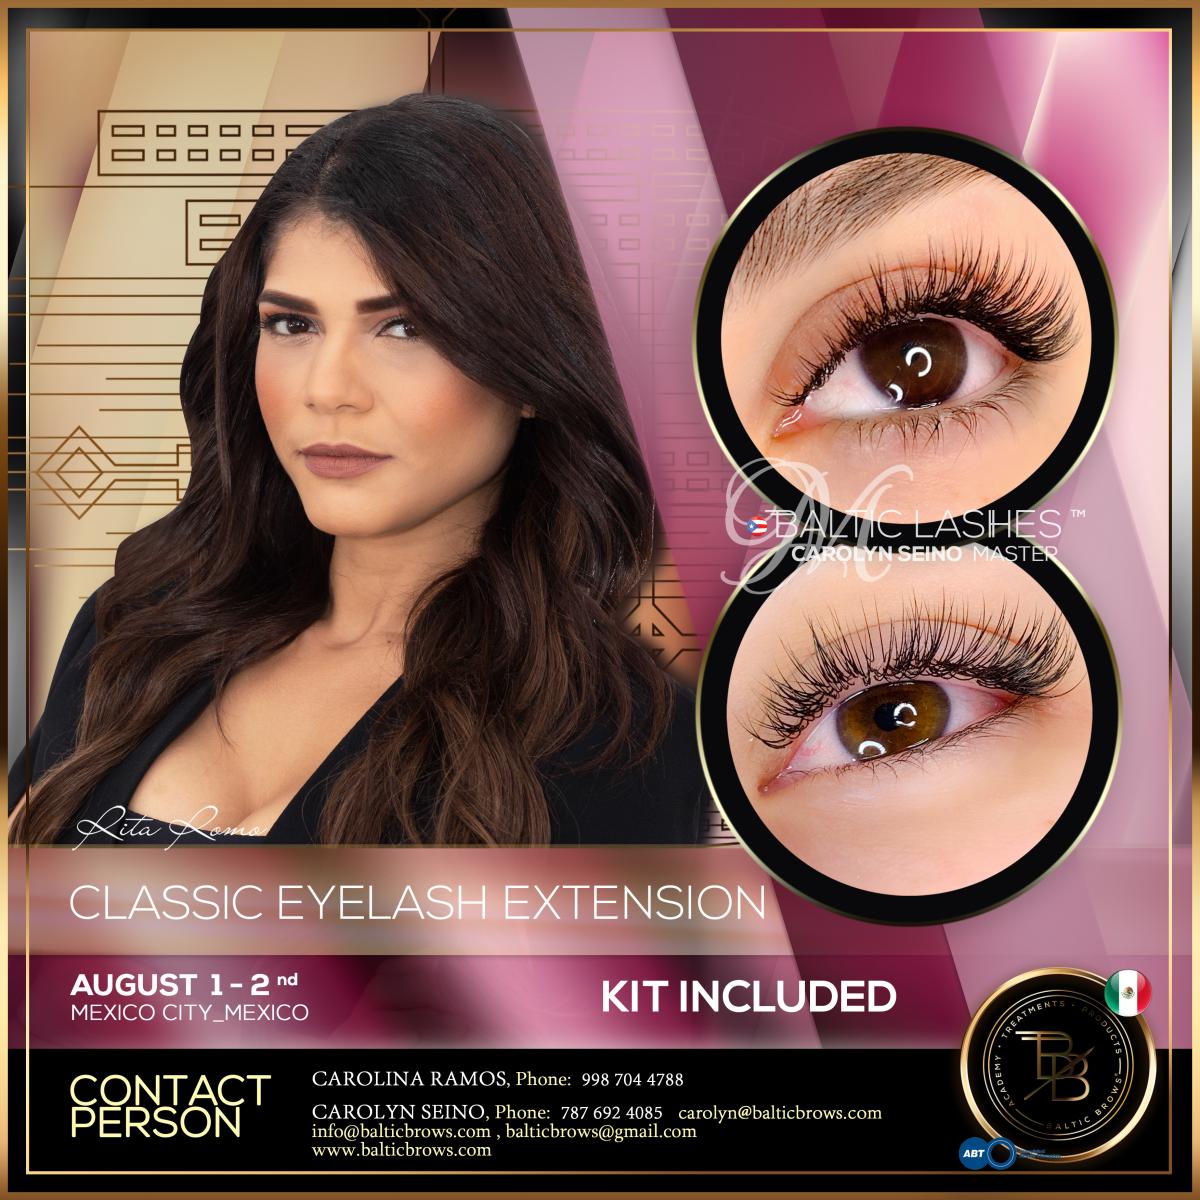 BALTIC LASHES™
CAROLYN SEINO MASTER
Rita Romo
CLASSIC EYELASH EXTENSION
AUGUST 1 - 2 nd
MEXICO CITY_MEXICO
KIT INCLUDED
CONTACT
PERSON
CAROLINA RAMOS, Phone: 998 704 4788
CAROLYN SEINO, Phone: 787 692 4085 carolyn@balticbrows.com
info@balticbrows.com , balticbrows@gmail.com
www.balticbrows.com
ACADEMY • TREATMENTS • PRODUCTS
BB
BALTIC BROWS
ABT